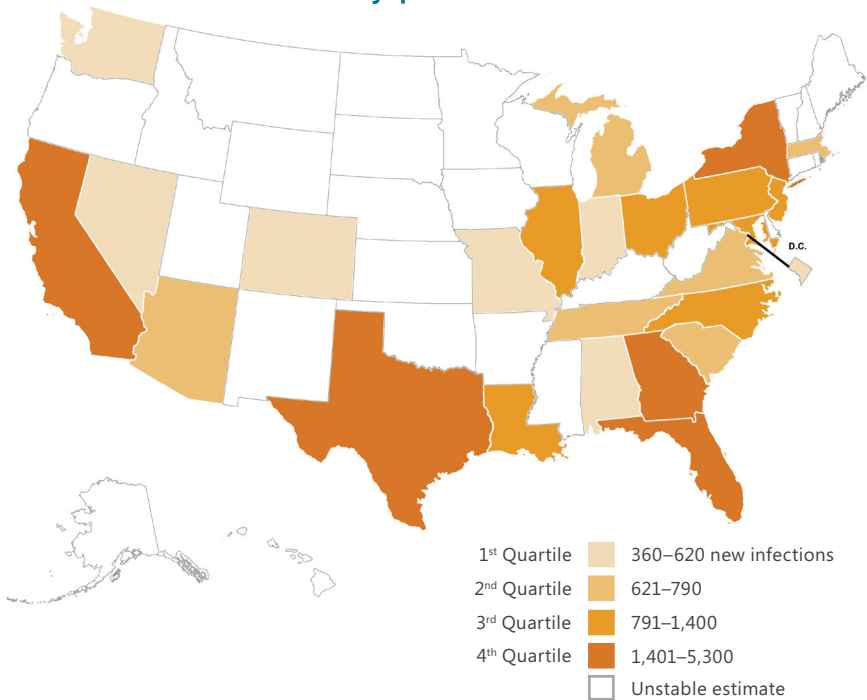 D.C.
1st Quartile 360–620 new infections
2nd Quartile 621–790
3rd Quartile 791–1,400
4th Quartile 1,401–5,300
Unstable estimate